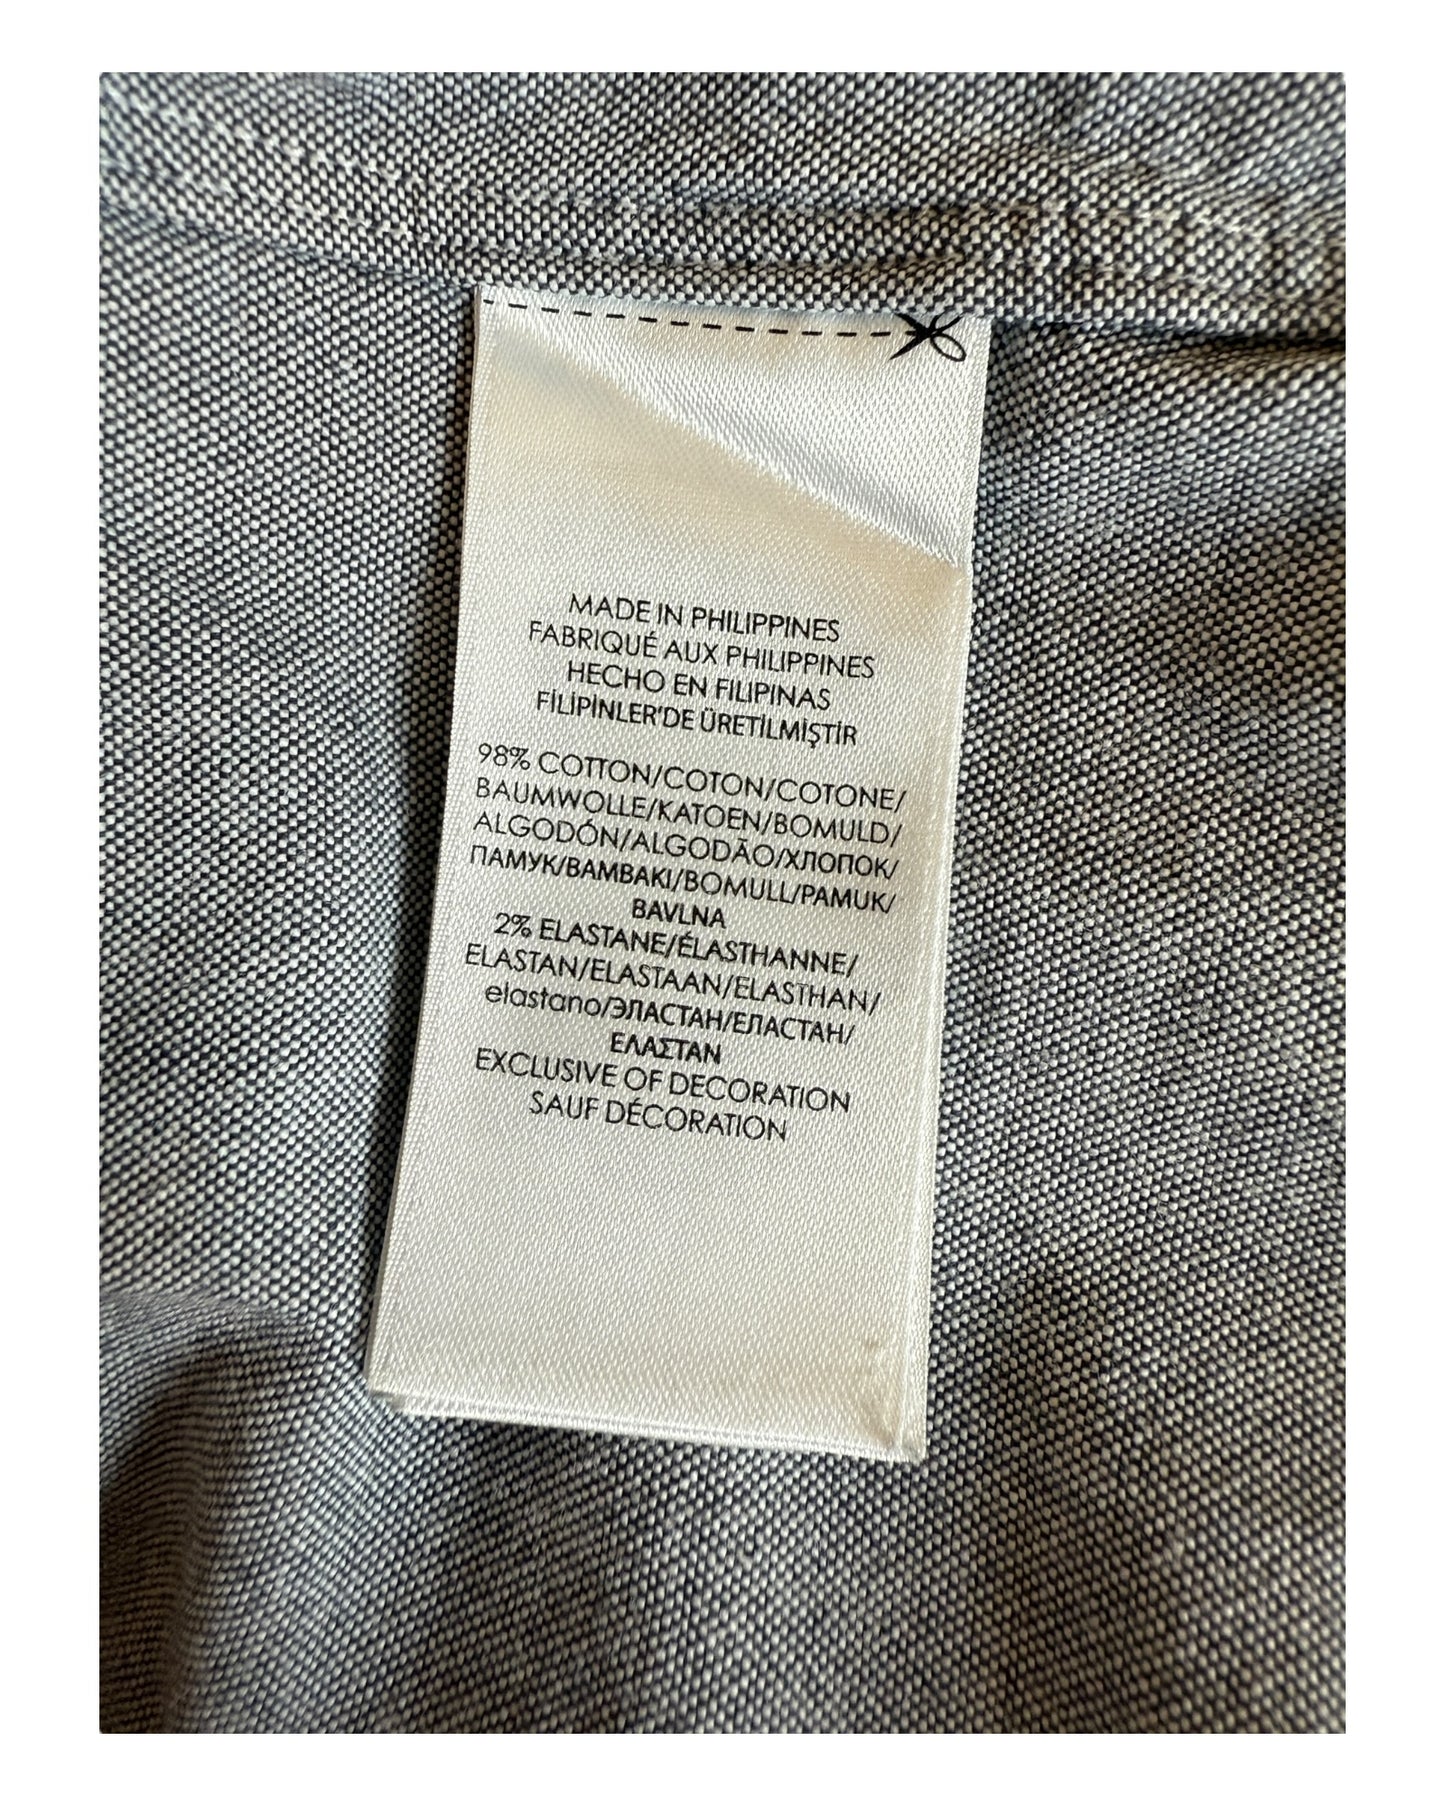 MADE IN PHILIPPINES
FABRIQUÉ AUX PHILIPPINES
HECHO EN FILIPINAS
FİLİPİNLER'DE ÜRETİLMİŞTİR
98% COTTON/COTON/COTONE/
BAUMWOLLE/KATOEN/BOMULD/
ALGODÓN/ALGODÃO/ХЛОПОК/
ПАМУК/BAMBAKI/BOMULL/PAMUK/
BAVLNA
2% ELASTANE/ÉLASTHANNE/
ELASTAN/ELASTAAN/ELASTHAN/
elastano/ЭЛАСТАН/ЕЛАСТАН/
ΕΛΑΣΤΑΝ
EXCLUSIVE OF DECORATION
SAUF DÉCORATION